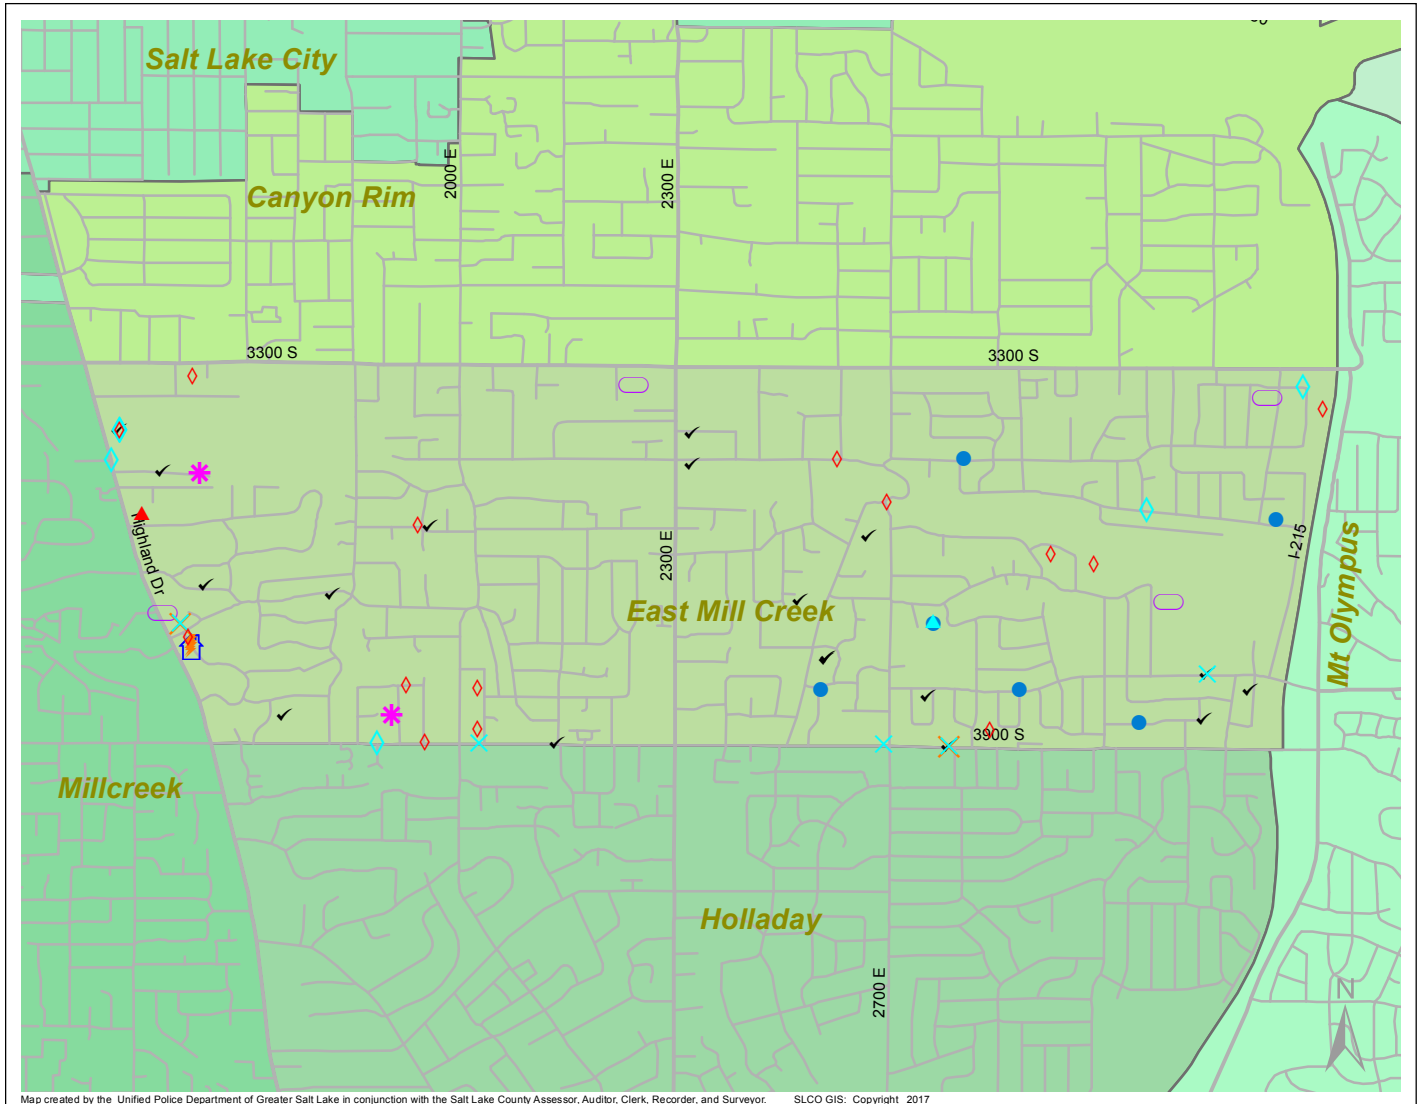 Salt Lake City
2000 E
2300 E
Canyon Rim
3300 S
3300 S
Highland Dr
2300 E
I-215
East Mill Creek
Mt Olympus
3900 S
Millcreek
Holladay
2700 E
N
Map created by the Unified Police Department of Greater Salt Lake in conjunction with the Salt Lake County Assessor, Auditor, Clerk, Recorder, and Surveyor. SLCO GIS: Copyright 2017